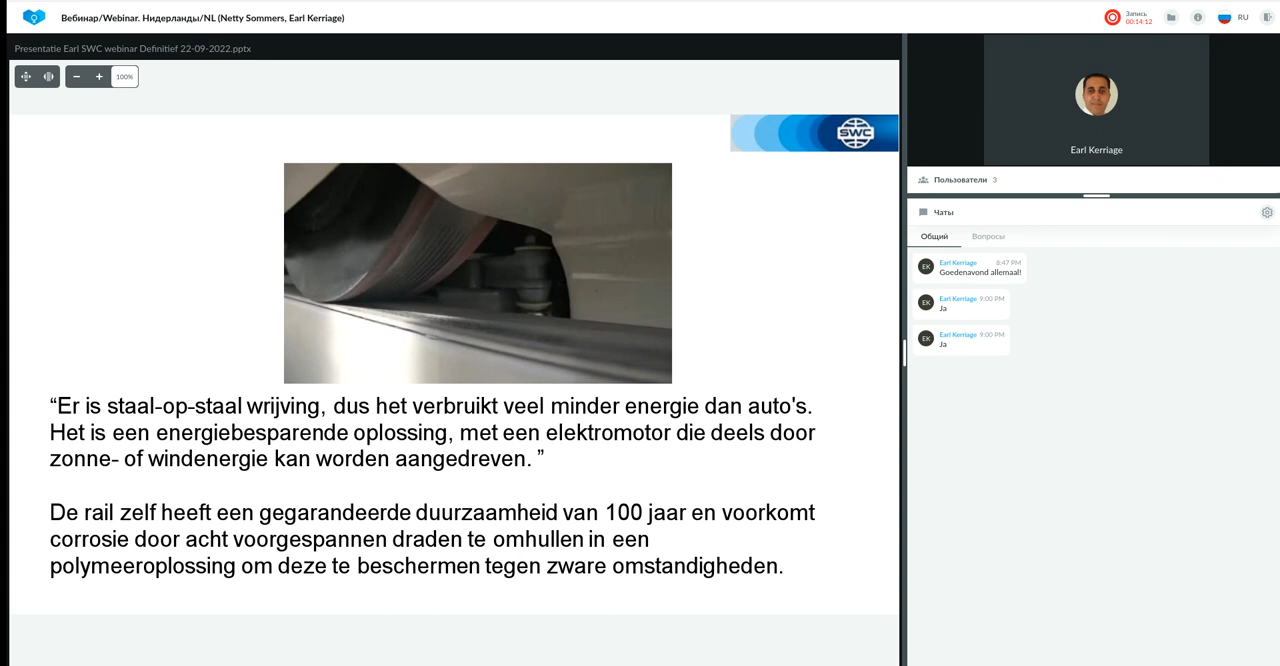 Вебинар/Webinar. Нидерланды/NL (Netty Sommers, Earl Kerriage)
Запись
00:14:12
RU
Presentatie Earl SWC webinar Definitief 22-09-2022.pptx
100%
SWC
“Er is staal-op-staal wrijving, dus het verbruikt veel minder energie dan auto's.
Het is een energiebesparende oplossing, met een elektromotor die deels door
zonne- of windenergie kan worden aangedreven. ”
De rail zelf heeft een gegarandeerde duurzaamheid van 100 jaar en voorkomt
corrosie door acht voorgespannen draden te omhullen in een
polymeeroplossing om deze te beschermen tegen zware omstandigheden.
Earl Kerriage
Пользователи 3
Чаты
Общий Вопросы
EK
Earl Kerriage 8:47 PM
Goedenavond allemaal!
EK
Earl Kerriage 9:00 PM
Ja
EK
Earl Kerriage 9:00 PM
Ja